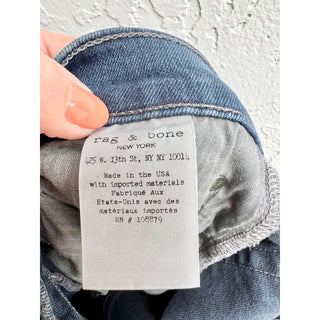 rag & bone
NEW YORK
425 W. 13th St, NY NY 10014
Made in the USA
with imported materials
Fabriqué Aux
Etats-Unis avec des
matériaux importés
RN # 108879